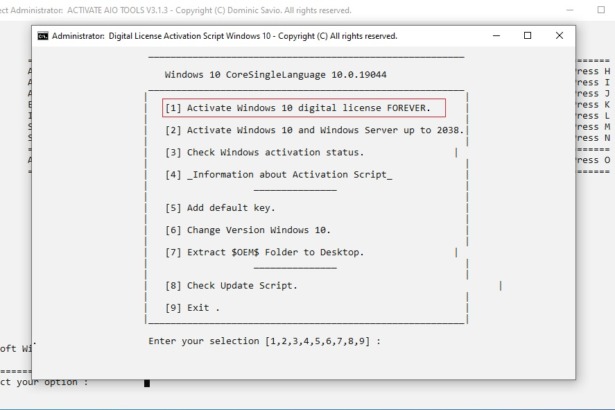 ect Administrator: ACTIVATE AIO TOOLS V3.1.3 - Copyright (C) Dominic Savio. All rights reserved.
Administrator: Digital License Activation Script Windows 10 - Copyright (C) All rights reserved.
Windows 10 CoreSingleLanguage 10.0.19044
[1] Activate Windows 10 digital license FOREVER.
[2] Activate Windows 10 and Windows Server up to 2038.
[3] Check Windows activation status.
[4] _Information about Activation Script_
[5] Add default key.
[6] Change Version Windows 10.
[7] Extract $OEM$ Folder to Desktop.
[8] Check Update Script.
[9] Exit .
Enter your selection [1,2,3,4,5,6,7,8,9] :
ress H
ress I
ress J
ress K
ress L
ress M
ress N
ress O
oft Wi
ct your option :